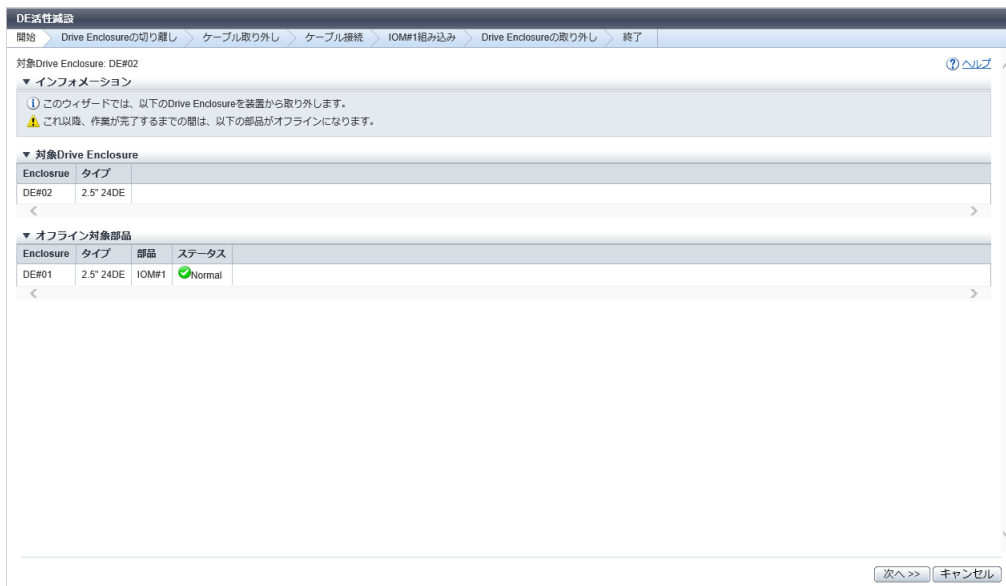 DE活性減設
開始 Drive Enclosureの切り離し ケーブル取り外し ケーブル接続 IOM#1組み込み Drive Enclosureの取り外し 終了
対象Drive Enclosure: DE#02 ? ヘルプ
▼ インフォメーション
i このウィザードでは、以下のDrive Enclosureを装置から取り外します。
! これ以降、作業が完了するまでの間は、以下の部品がオフラインになります。
▼ 対象Drive Enclosure
Enclosrue タイプ
DE#02 2.5" 24DE
▼ オフライン対象部品
Enclosure タイプ 部品 ステータス
DE#01 2.5" 24DE IOM#1 Normal
次へ >> キャンセル